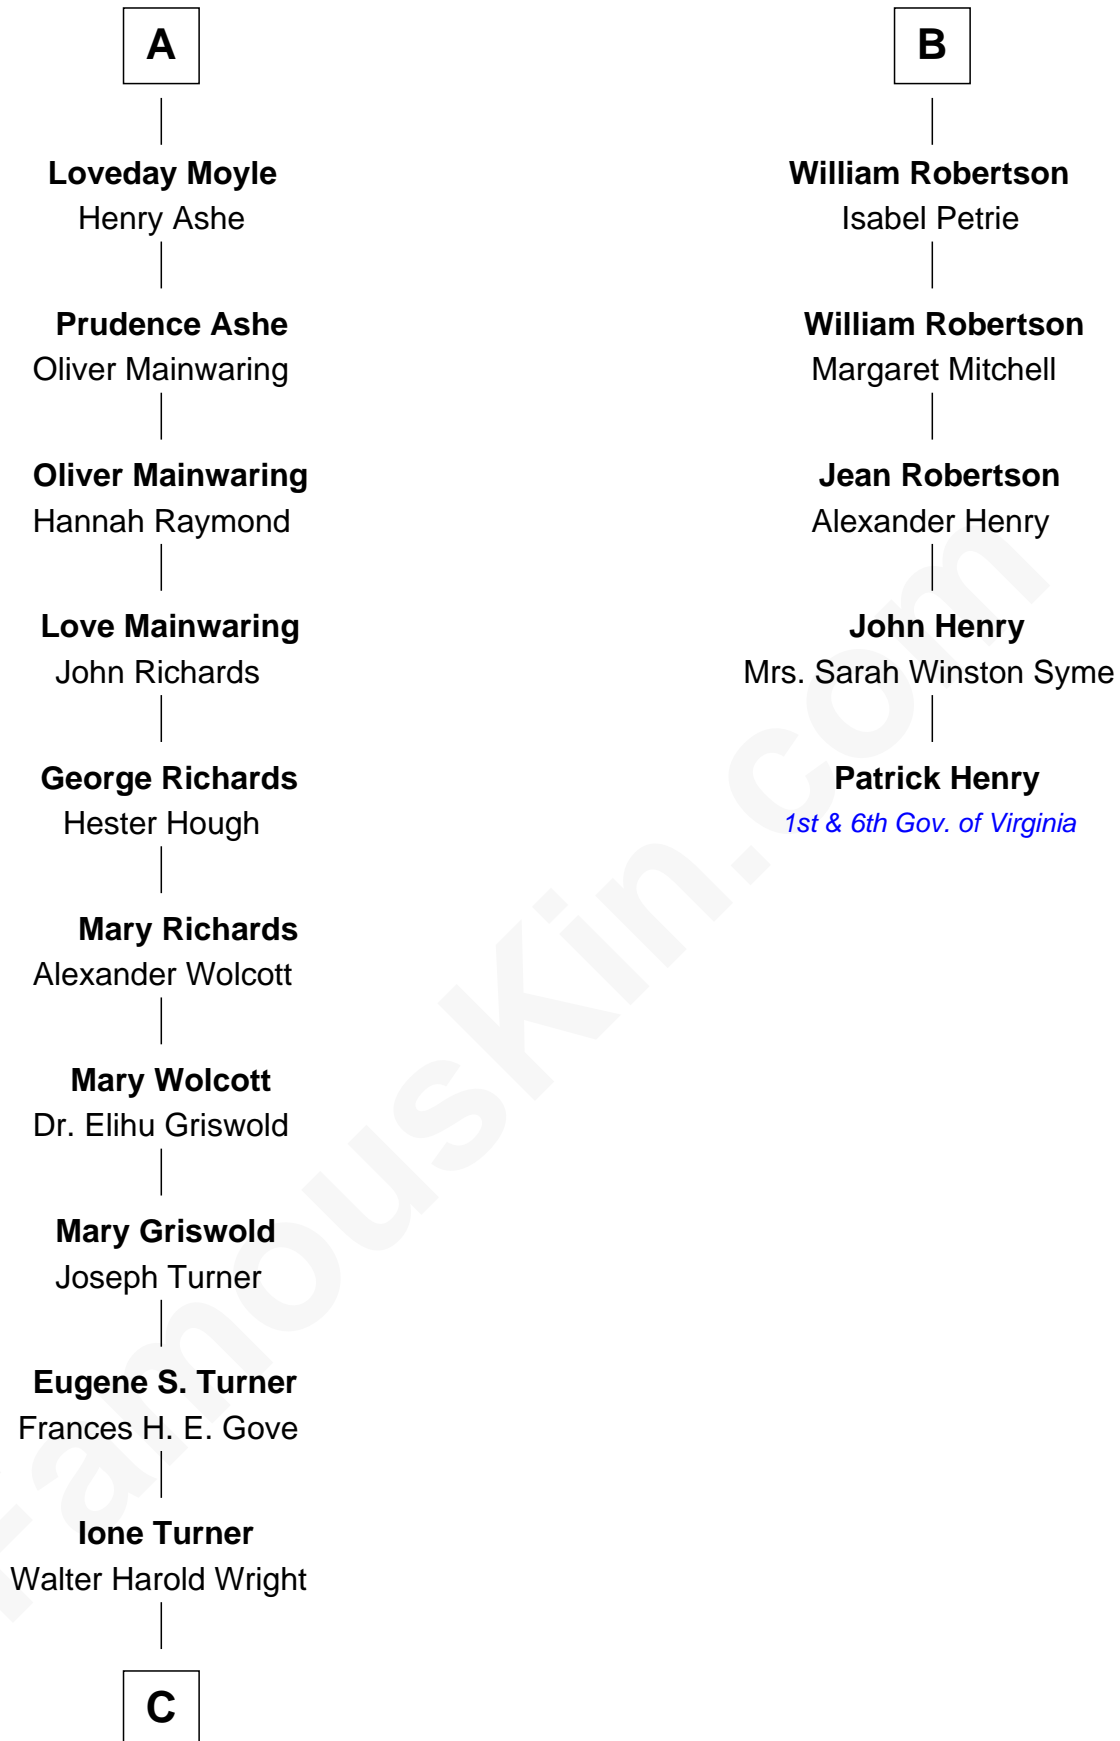 A
Loveday Moyle
Henry Ashe
Prudence Ashe
Oliver Mainwaring
Oliver Mainwaring
Hannah Raymond
Love Mainwaring
John Richards
George Richards
Hester Hough
Mary Richards
Alexander Wolcott
Mary Wolcott
Dr. Elihu Griswold
Mary Griswold
Joseph Turner
Eugene S. Turner
Frances H. E. Gove
Ione Turner
Walter Harold Wright
C
B
William Robertson
Isabel Petrie
William Robertson
Margaret Mitchell
Jean Robertson
Alexander Henry
John Henry
Mrs. Sarah Winston Syme
Patrick Henry
1st & 6th Gov. of Virginia
FamousKin.com